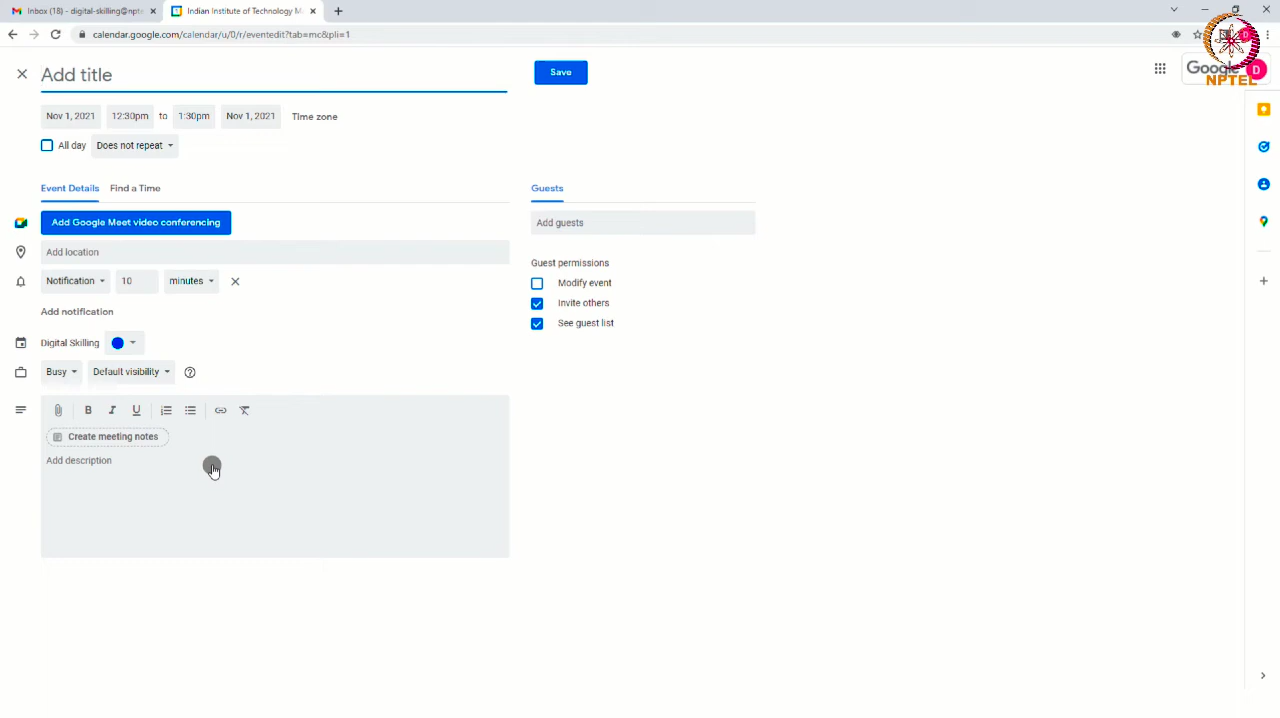 Inbox (18) - digital-skilling@npte
Indian Institute of Technology M
calendar.google.com/calendar/u/0/r/eventedit?tab=mc&pli=1
Add title
Save
Google
D
NPTEL
Nov 1, 2021 12:30pm to 1:30pm Nov 1, 2021 Time zone
All day Does not repeat
Event Details Find a Time
Guests
Add Google Meet video conferencing
Add guests
Add location
Guest permissions
Notification 10 minutes
Modify event
Invite others
Add notification
See guest list
Digital Skilling
Busy Default visibility
B I U
Create meeting notes
Add description